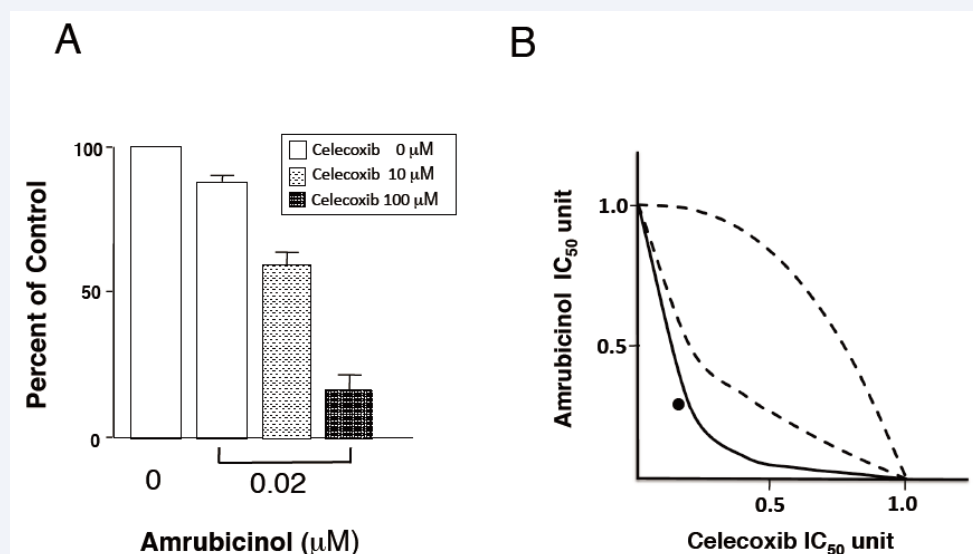 A
B
100
50
0
Percent of Control
Celecoxib 0 μM
Celecoxib 10 μM
Celecoxib 100 μM
0
0.02
Amrubicinol (μM)
1.0
0.5
Amrubicinol IC50 unit
0.5
1.0
Celecoxib IC50 unit